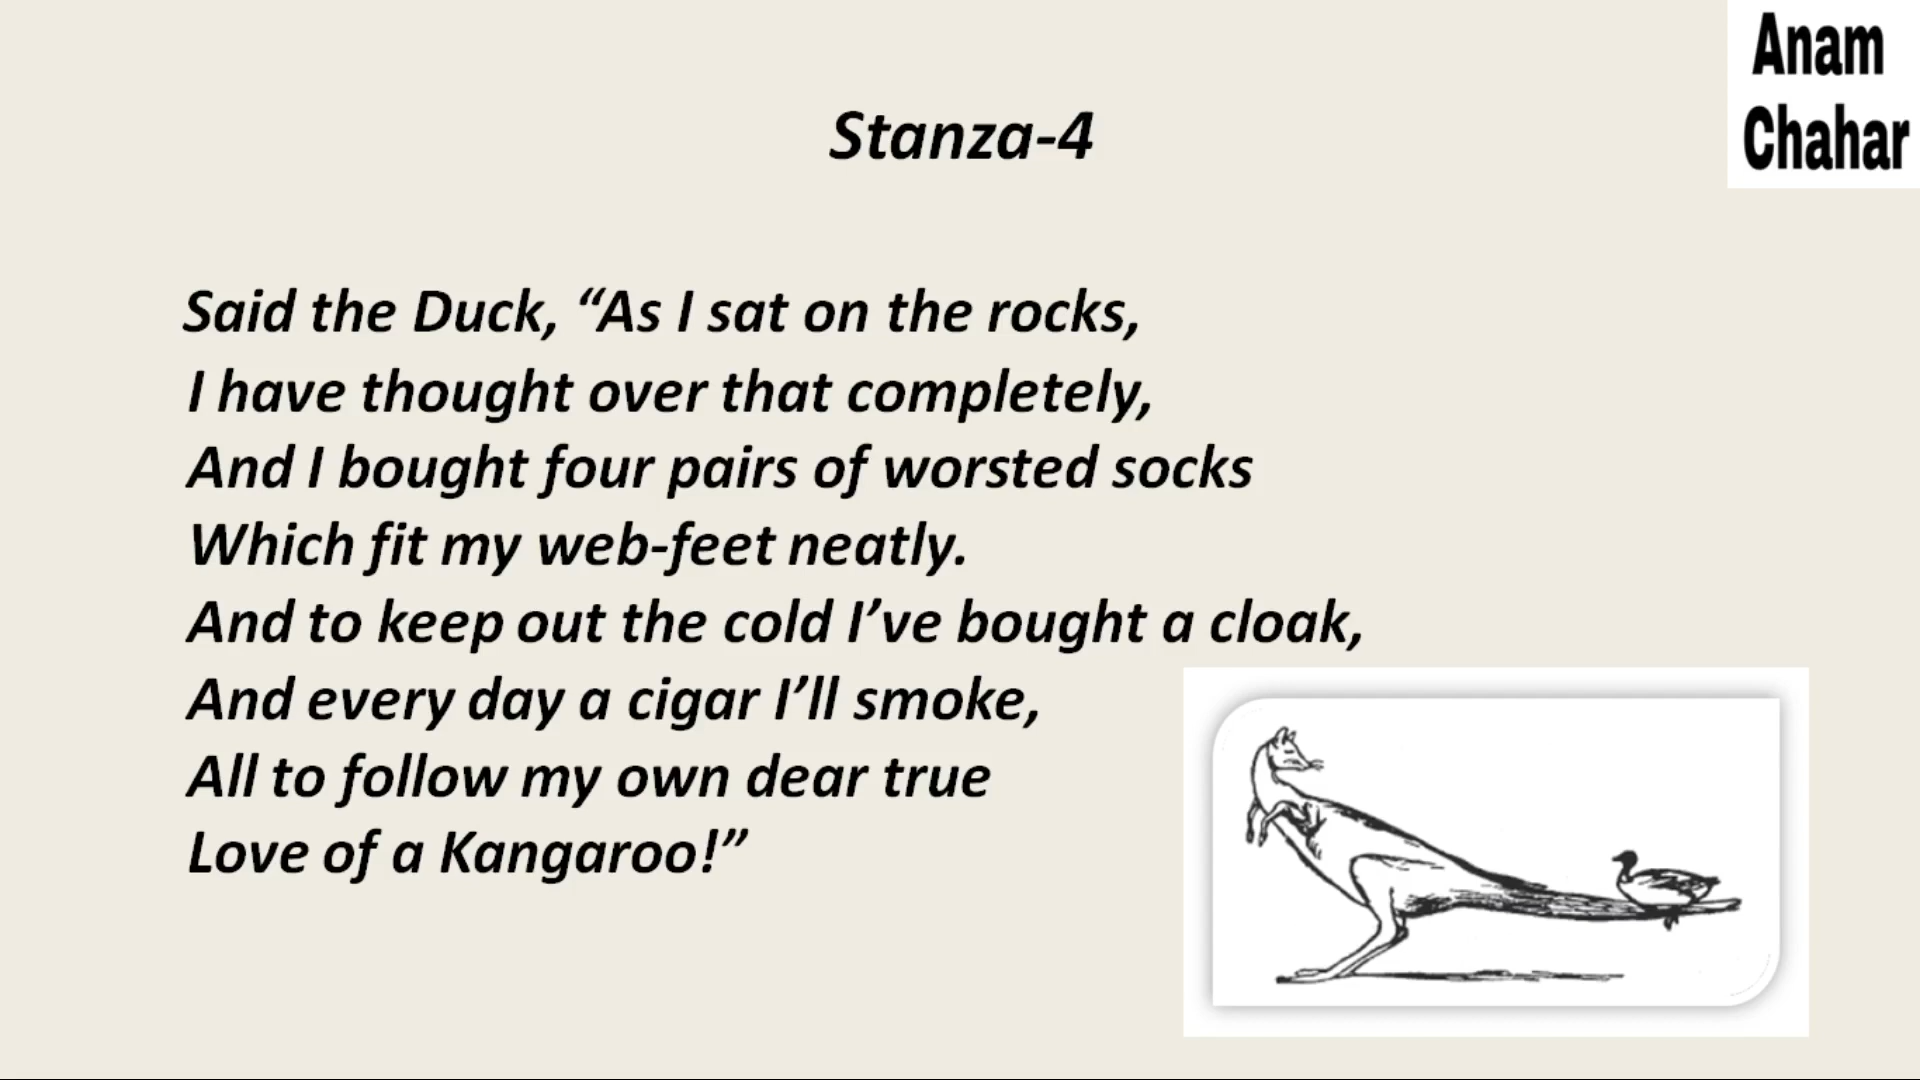 Anam
Chahar
Stanza-4
Said the Duck, “As I sat on the rocks,
I have thought over that completely,
And I bought four pairs of worsted socks
Which fit my web-feet neatly.
And to keep out the cold I’ve bought a cloak,
And every day a cigar I’ll smoke,
All to follow my own dear true
Love of a Kangaroo!”